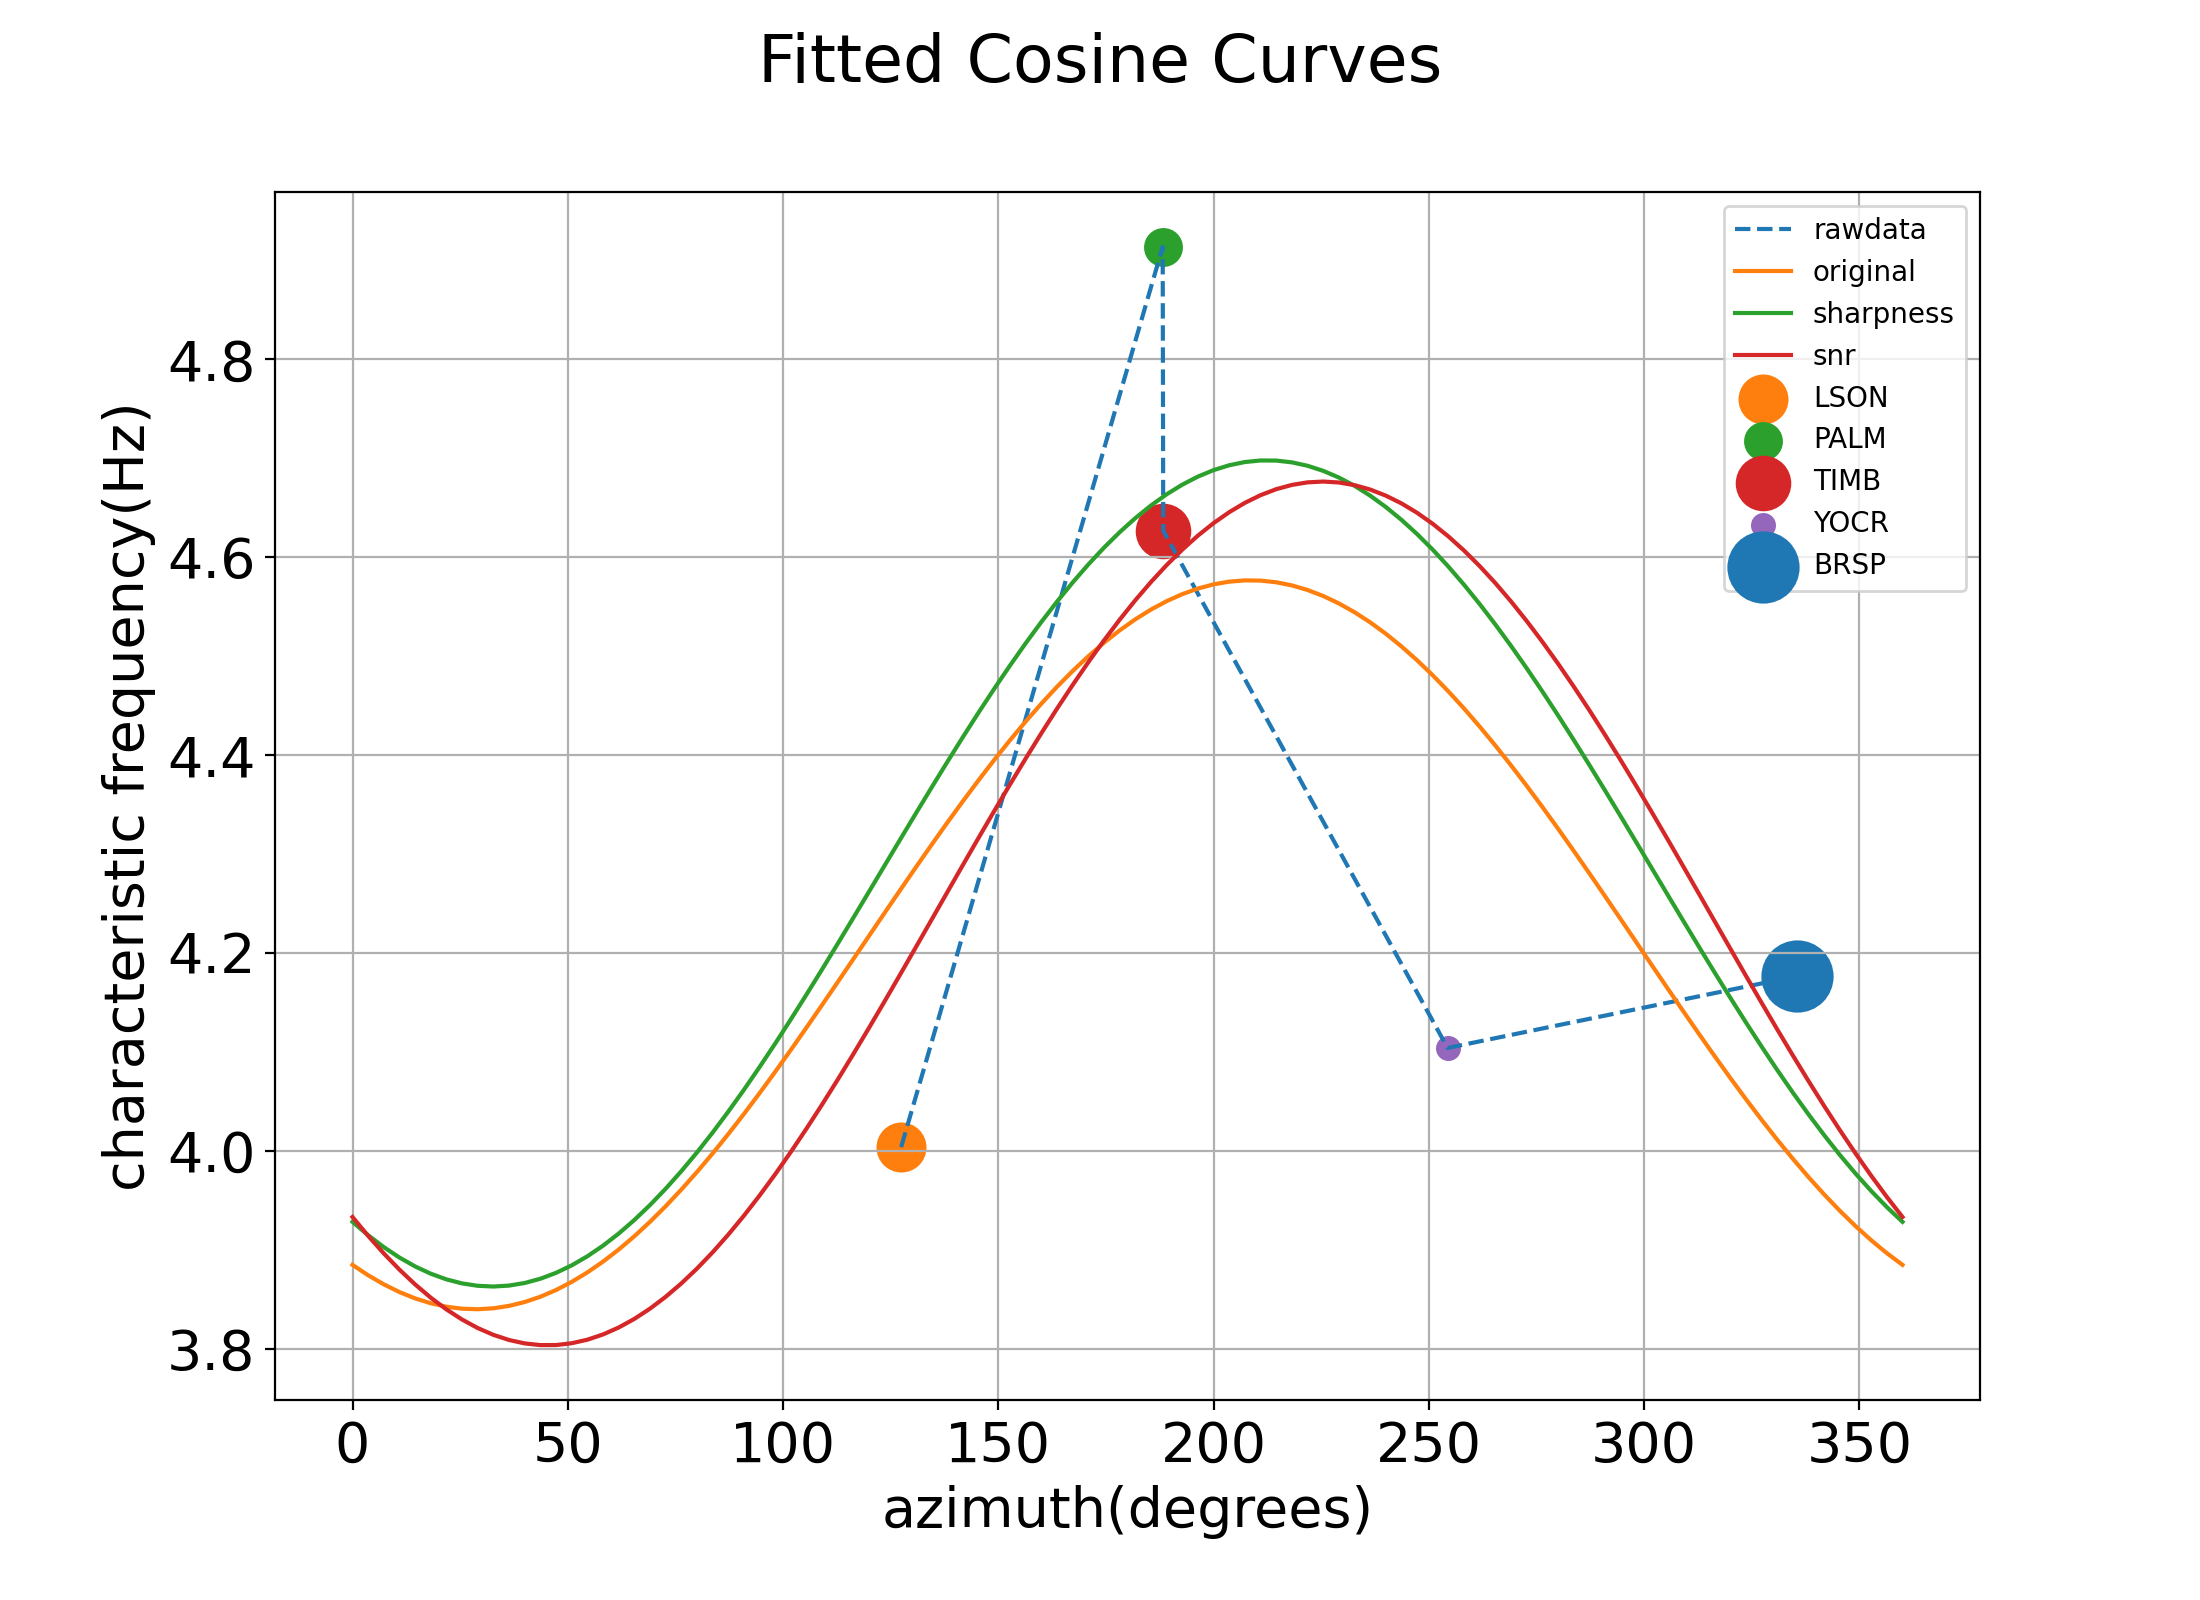 Fitted Cosine Curves
characteristic frequency(Hz)
4.8
4.6
4.4
4.2
4.0
3.8
0 50 100 150 200 250 300 350
azimuth(degrees)
rawdata
original
sharpness
snr
LSON
PALM
TIMB
YOCR
BRSP